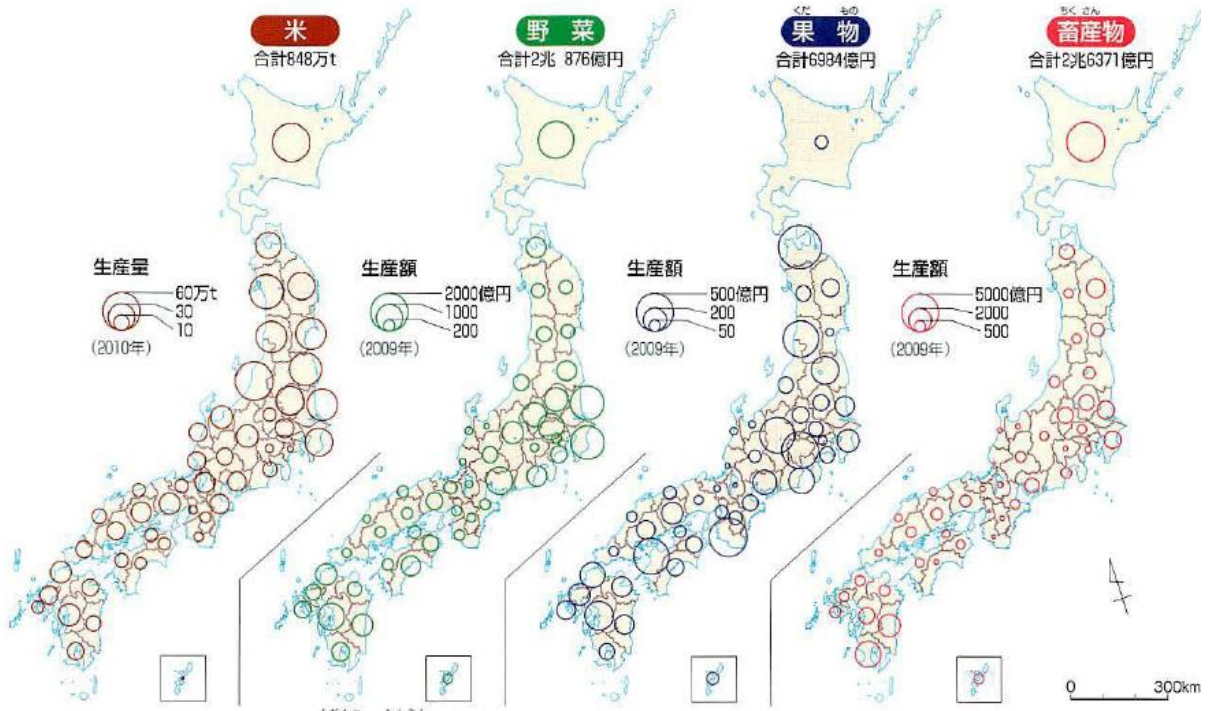 米
合計848万t
生産量
60万t
30
10
(2010年)
野菜
合計2兆 876億円
生産額
2000億円
1000
200
(2009年)
くだ もの
果物
合計6984億円
生産額
500億円
200
50
(2009年)
ちく さん
畜産物
合計2兆6371億円
生産額
5000億円
2000
500
(2009年)
0 300km